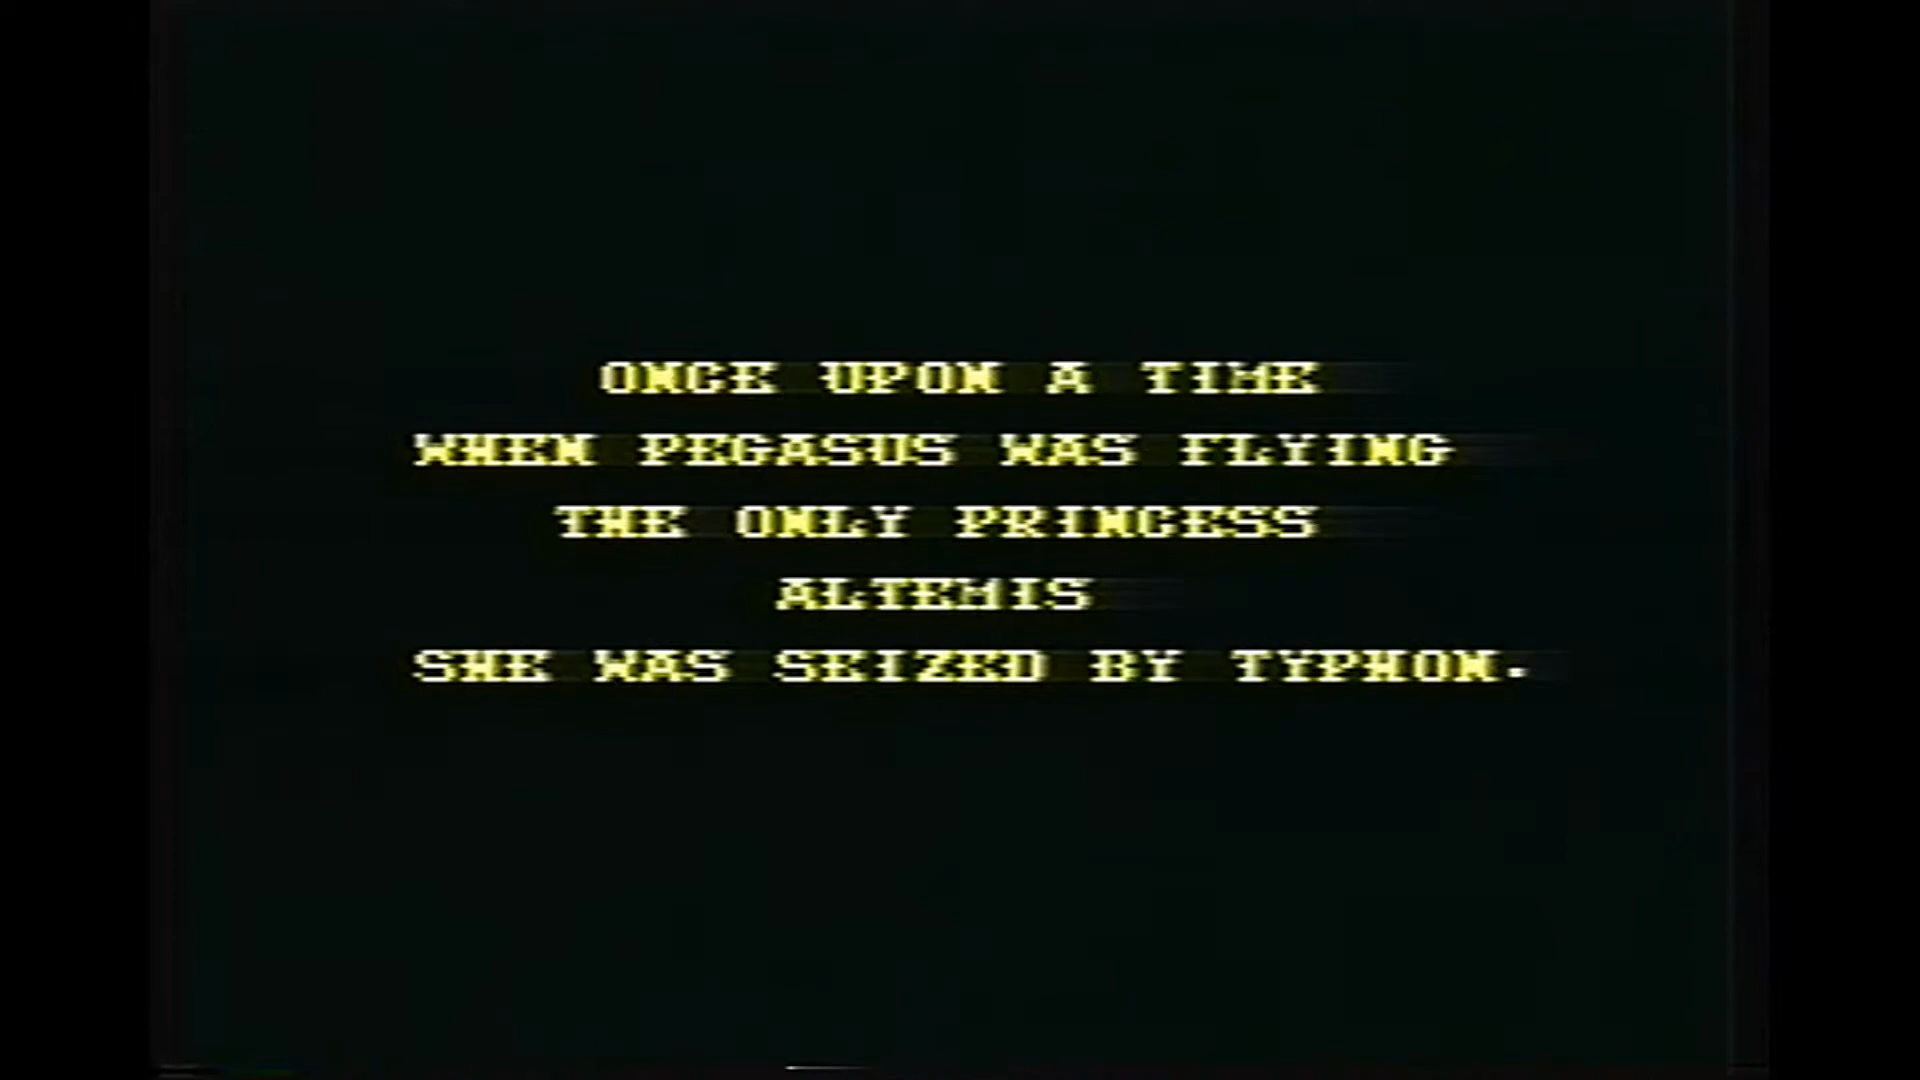 ONCE UPON A TIME
WHEN PEGASUS WAS FLYING
THE ONLY PRINCESS
ALTEMIS
SHE WAS SEIZED BY TYPHON.